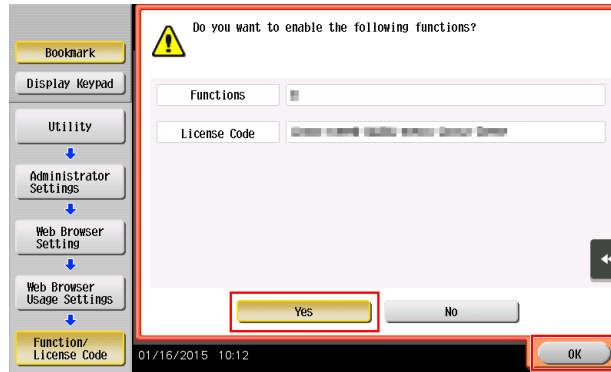 Do you want to enable the following functions?
Bookmark
Display Keypad
Functions
Utility
License Code
Administrator
Settings
Web Browser
Setting
Web Browser
Usage Settings
Yes
No
Function/
License Code
01/16/2015 10:12
OK